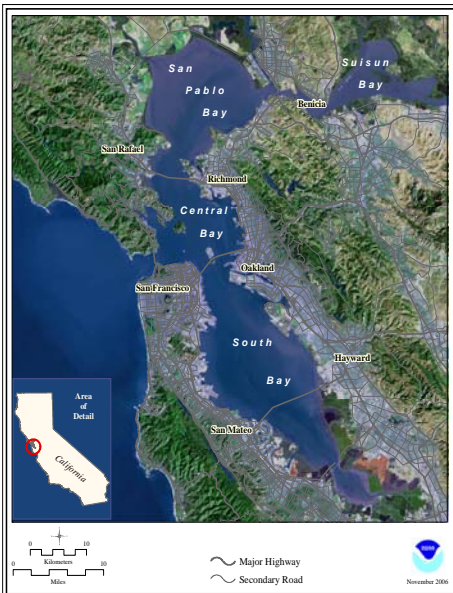 San
Pablo
Bay
Suisun
Bay
Benicia
San Rafael
Richmond
Central
Bay
Oakland
San Francisco
South
Bay
Hayward
San Mateo
Area
of
Detail
California
0 10
Kilometers
0 10
Miles
Major Highway
Secondary Road
November 2006